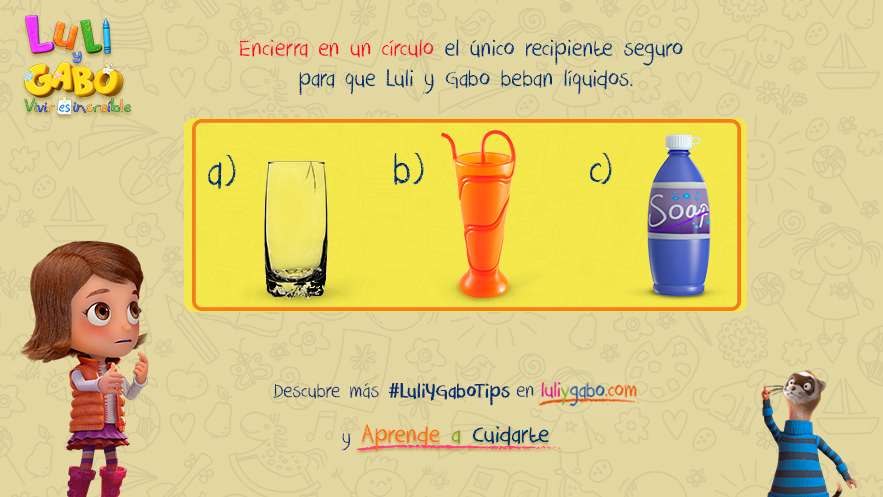 LuLi
y
GABO
Vivir es increíble
Encierra en un círculo el único recipiente seguro
para que Luli y Gabo beban líquidos.
a) b) c)
Soap
Descubre más #LuliYGaboTips en luliygabo.com
y Aprende a Cuidarte